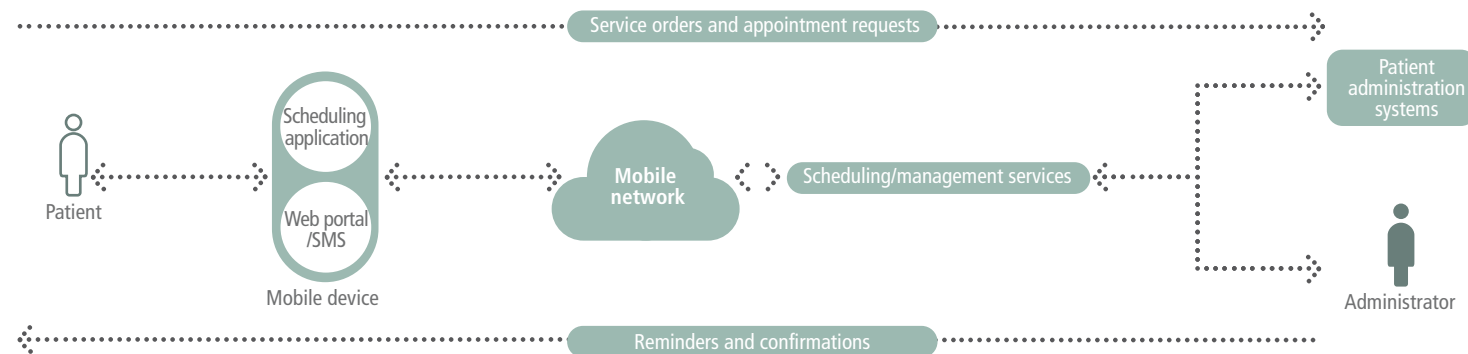 Service orders and appointment requests
Patient
administration
systems
Scheduling
application
Mobile
network
Scheduling/management services
Patient
Web portal
/SMS
Mobile device
Administrator
Reminders and confirmations